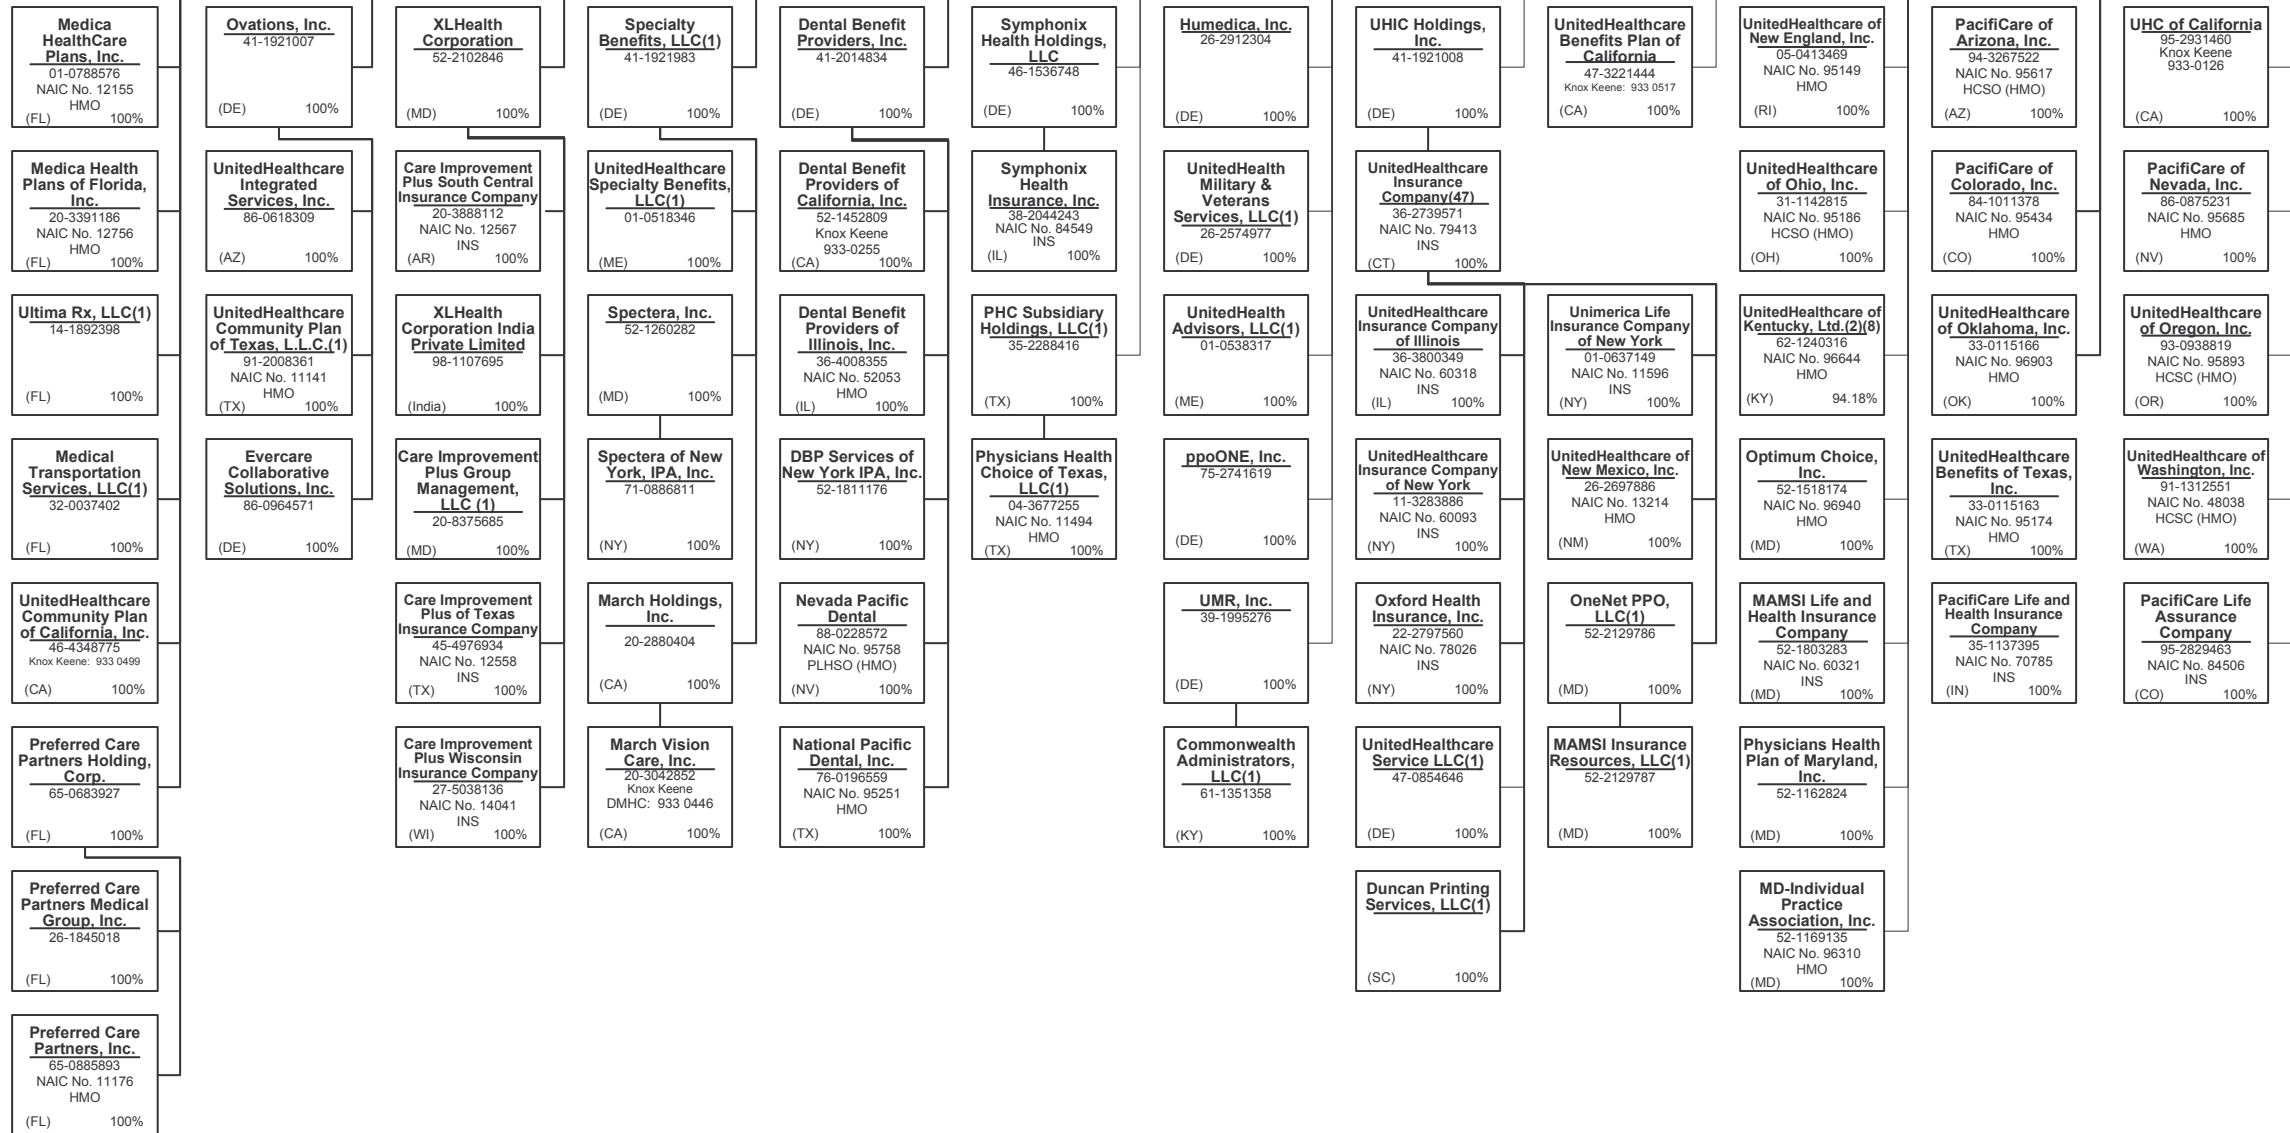 Medica
HealthCare
Plans, Inc.
01-0788576
NAIC No. 12155
HMO
(FL) 100%
Medica Health
Plans of Florida,
Inc.
20-3391186
NAIC No. 12756
HMO
(FL) 100%
Ultima Rx, LLC(1)
14-1892398
(FL) 100%
Medical
Transportation
Services, LLC(1)
32-0037402
(FL) 100%
UnitedHealthcare
Community Plan
of California, Inc.
46-4348775
Knox Keene: 933 0499
(CA) 100%
Preferred Care
Partners Holding,
Corp.
65-0683927
(FL) 100%
Preferred Care
Partners Medical
Group, Inc.
26-1845018
(FL) 100%
Preferred Care
Partners, Inc.
65-0885893
NAIC No. 11176
HMO
(FL) 100%
Ovations, Inc.
41-1921007
(DE) 100%
UnitedHealthcare
Integrated
Services, Inc.
86-0618309
(AZ) 100%
UnitedHealthcare
Community Plan
of Texas, L.L.C.(1)
91-2008361
NAIC No. 11141
HMO
(TX) 100%
Evercare
Collaborative
Solutions, Inc.
86-0964571
(DE) 100%
XLHealth
Corporation
52-2102846
(MD) 100%
Care Improvement
Plus South Central
Insurance Company
20-3888112
NAIC No. 12567
INS
(AR) 100%
XLHealth
Corporation India
Private Limited
98-1107695
(India) 100%
Care Improvement
Plus Group
Management,
LLC (1)
20-8375685
(MD) 100%
Care Improvement
Plus of Texas
Insurance Company
45-4976934
NAIC No. 12558
INS
(TX) 100%
Care Improvement
Plus Wisconsin
Insurance Company
27-5038136
NAIC No. 14041
INS
(WI) 100%
Specialty
Benefits, LLC(1)
41-1921983
(DE) 100%
UnitedHealthcare
Specialty Benefits,
LLC(1)
01-0518346
(ME) 100%
Spectera, Inc.
52-1260282
(MD) 100%
Spectera of New
York, IPA, Inc.
71-0886811
(NY) 100%
March Holdings,
Inc.
20-2880404
(CA) 100%
March Vision
Care, Inc.
20-3042852
Knox Keene
DMHC: 933 0446
(CA) 100%
Dental Benefit
Providers, Inc.
41-2014834
(DE) 100%
Dental Benefit
Providers of
California, Inc.
52-1452809
Knox Keene
933-0255
(CA) 100%
Dental Benefit
Providers of
Illinois, Inc.
36-4008355
NAIC No. 52053
HMO
(IL) 100%
DBP Services of
New York IPA, Inc.
52-1811176
(NY) 100%
Nevada Pacific
Dental
88-0228572
NAIC No. 95758
PLHSO (HMO)
(NV) 100%
National Pacific
Dental, Inc.
76-0196559
NAIC No. 95251
HMO
(TX) 100%
Symphonix
Health Holdings,
LLC
46-1536748
(DE) 100%
Symphonix
Health
Insurance, Inc.
38-2044243
NAIC No. 84549
INS
(IL) 100%
PHC Subsidiary
Holdings, LLC(1)
35-2288416
(TX) 100%
Physicians Health
Choice of Texas,
LLC(1)
04-3677255
NAIC No. 11494
HMO
(TX) 100%
Humedica, Inc.
26-2912304
(DE) 100%
UnitedHealth
Military &
Veterans
Services, LLC(1)
26-2574977
(DE) 100%
UnitedHealth
Advisors, LLC(1)
01-0538317
(ME) 100%
ppoONE, Inc.
75-2741619
(DE) 100%
UMR, Inc.
39-1995276
(DE) 100%
Commonwealth
Administrators,
LLC(1)
61-1351358
(KY) 100%
UHIC Holdings,
Inc.
41-1921008
(DE) 100%
UnitedHealthcare
Insurance
Company(47)
36-2739571
NAIC No. 79413
INS
(CT) 100%
UnitedHealthcare
Insurance Company
of Illinois
36-3800349
NAIC No. 60318
INS
(IL) 100%
UnitedHealthcare
Insurance Company
of New York
11-3283886
NAIC No. 60093
INS
(NY) 100%
Oxford Health
Insurance, Inc.
22-2797560
NAIC No. 78026
INS
(NY) 100%
UnitedHealthcare
Service LLC(1)
47-0854646
(DE) 100%
Duncan Printing
Services, LLC(1)
(SC) 100%
UnitedHealthcare
Benefits Plan of
California
47-3221444
Knox Keene: 933 0517
(CA) 100%
Unimerica Life
Insurance Company
of New York
01-0637149
NAIC No. 11596
INS
(NY) 100%
UnitedHealthcare of
New Mexico, Inc.
26-2697886
NAIC No. 13214
HMO
(NM) 100%
OneNet PPO,
LLC(1)
52-2129786
(MD) 100%
MAMSI Insurance
Resources, LLC(1)
52-2129787
(MD) 100%
UnitedHealthcare of
New England, Inc.
05-0413469
NAIC No. 95149
HMO
(RI) 100%
UnitedHealthcare
of Ohio, Inc.
31-1142815
NAIC No. 95186
HCSO (HMO)
(OH) 100%
UnitedHealthcare of
Kentucky, Ltd.(2)(8)
62-1240316
NAIC No. 96644
HMO
(KY) 94.18%
Optimum Choice,
Inc.
52-1518174
NAIC No. 96940
HMO
(MD) 100%
MAMSI Life and
Health Insurance
Company
52-1803283
NAIC No. 60321
INS
(MD) 100%
Physicians Health
Plan of Maryland,
Inc.
52-1162824
(MD) 100%
MD-Individual
Practice
Association, Inc.
52-1169135
NAIC No. 96310
HMO
(MD) 100%
PacifiCare of
Arizona, Inc.
94-3267522
NAIC No. 95617
HCSO (HMO)
(AZ) 100%
PacifiCare of
Colorado, Inc.
84-1011378
NAIC No. 95434
HMO
(CO) 100%
UnitedHealthcare
of Oklahoma, Inc.
33-0115166
NAIC No. 96903
HMO
(OK) 100%
UnitedHealthcare
Benefits of Texas,
Inc.
33-0115163
NAIC No. 95174
HMO
(TX) 100%
PacifiCare Life and
Health Insurance
Company
35-1137395
NAIC No. 70785
INS
(IN) 100%
UHC of California
95-2931460
Knox Keene
933-0126
(CA) 100%
PacifiCare of
Nevada, Inc.
86-0875231
NAIC No. 95685
HMO
(NV) 100%
UnitedHealthcare
of Oregon, Inc.
93-0938819
NAIC No. 95893
HCSC (HMO)
(OR) 100%
UnitedHealthcare of
Washington, Inc.
91-1312551
NAIC No. 48038
HCSC (HMO)
(WA) 100%
PacifiCare Life
Assurance
Company
95-2829463
NAIC No. 84506
INS
(CO) 100%